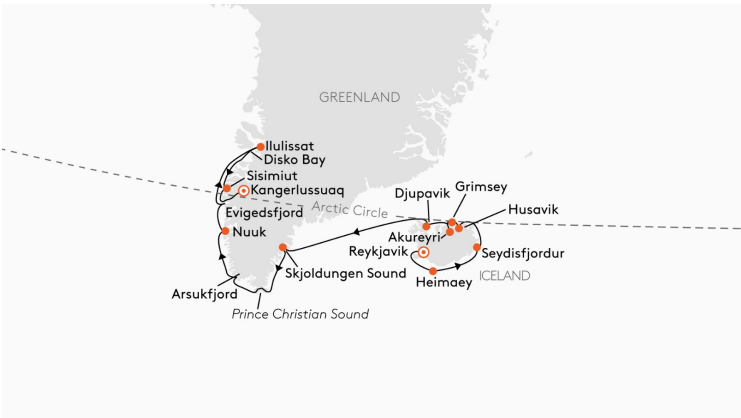 GREENLAND
Ilulissat
Disko Bay
Sisimiut
Kangerlussuaq
Evigedsfjord
Arctic Circle
Djupavik
Grimsey
Husavik
Nuuk
Akureyri
Reykjavik
Seydisfjordur
Skjoldungen Sound
Heimaey
ICELAND
Arsukfjord
Prince Christian Sound